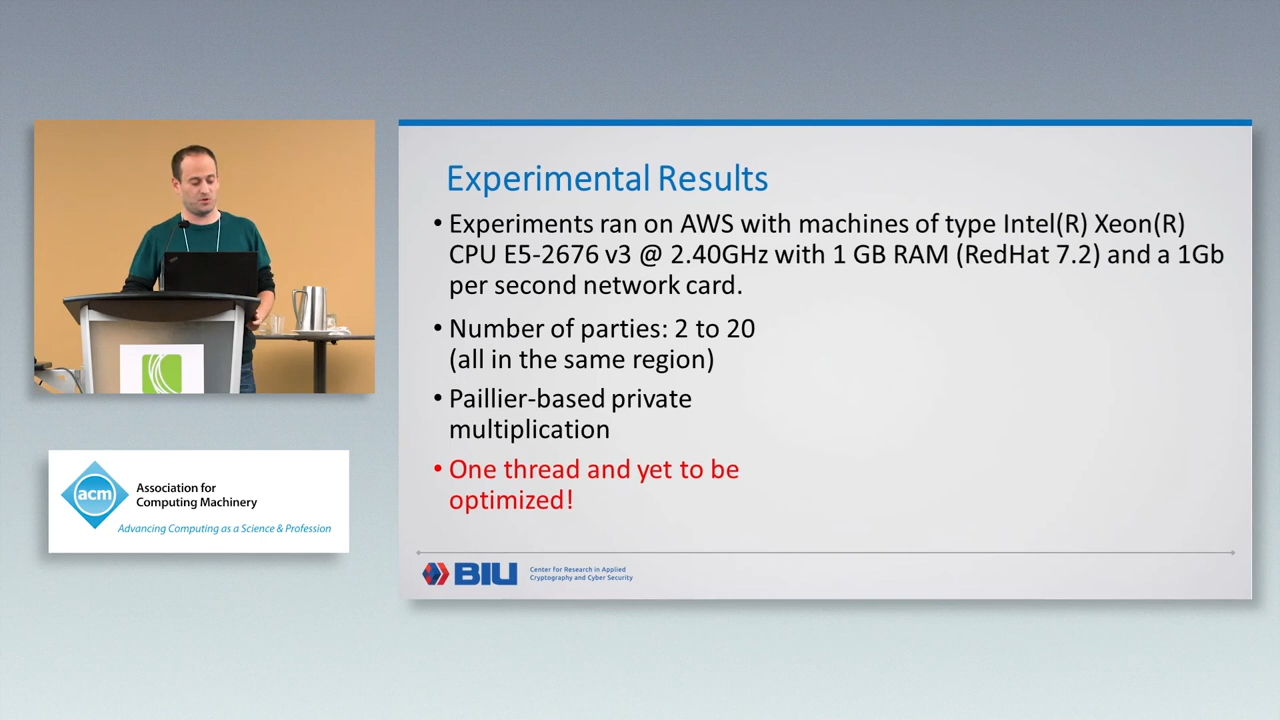 Experimental Results
• Experiments ran on AWS with machines of type Intel(R) Xeon(R)
CPU E5-2676 v3 @ 2.40GHz with 1 GB RAM (RedHat 7.2) and a 1Gb
per second network card.
• Number of parties: 2 to 20
(all in the same region)
• Paillier-based private
multiplication
• One thread and yet to be
optimized!
BIU
Center for Research in Applied
Cryptography and Cyber Security
acm
Association for
Computing Machinery
Advancing Computing as a Science & Profession